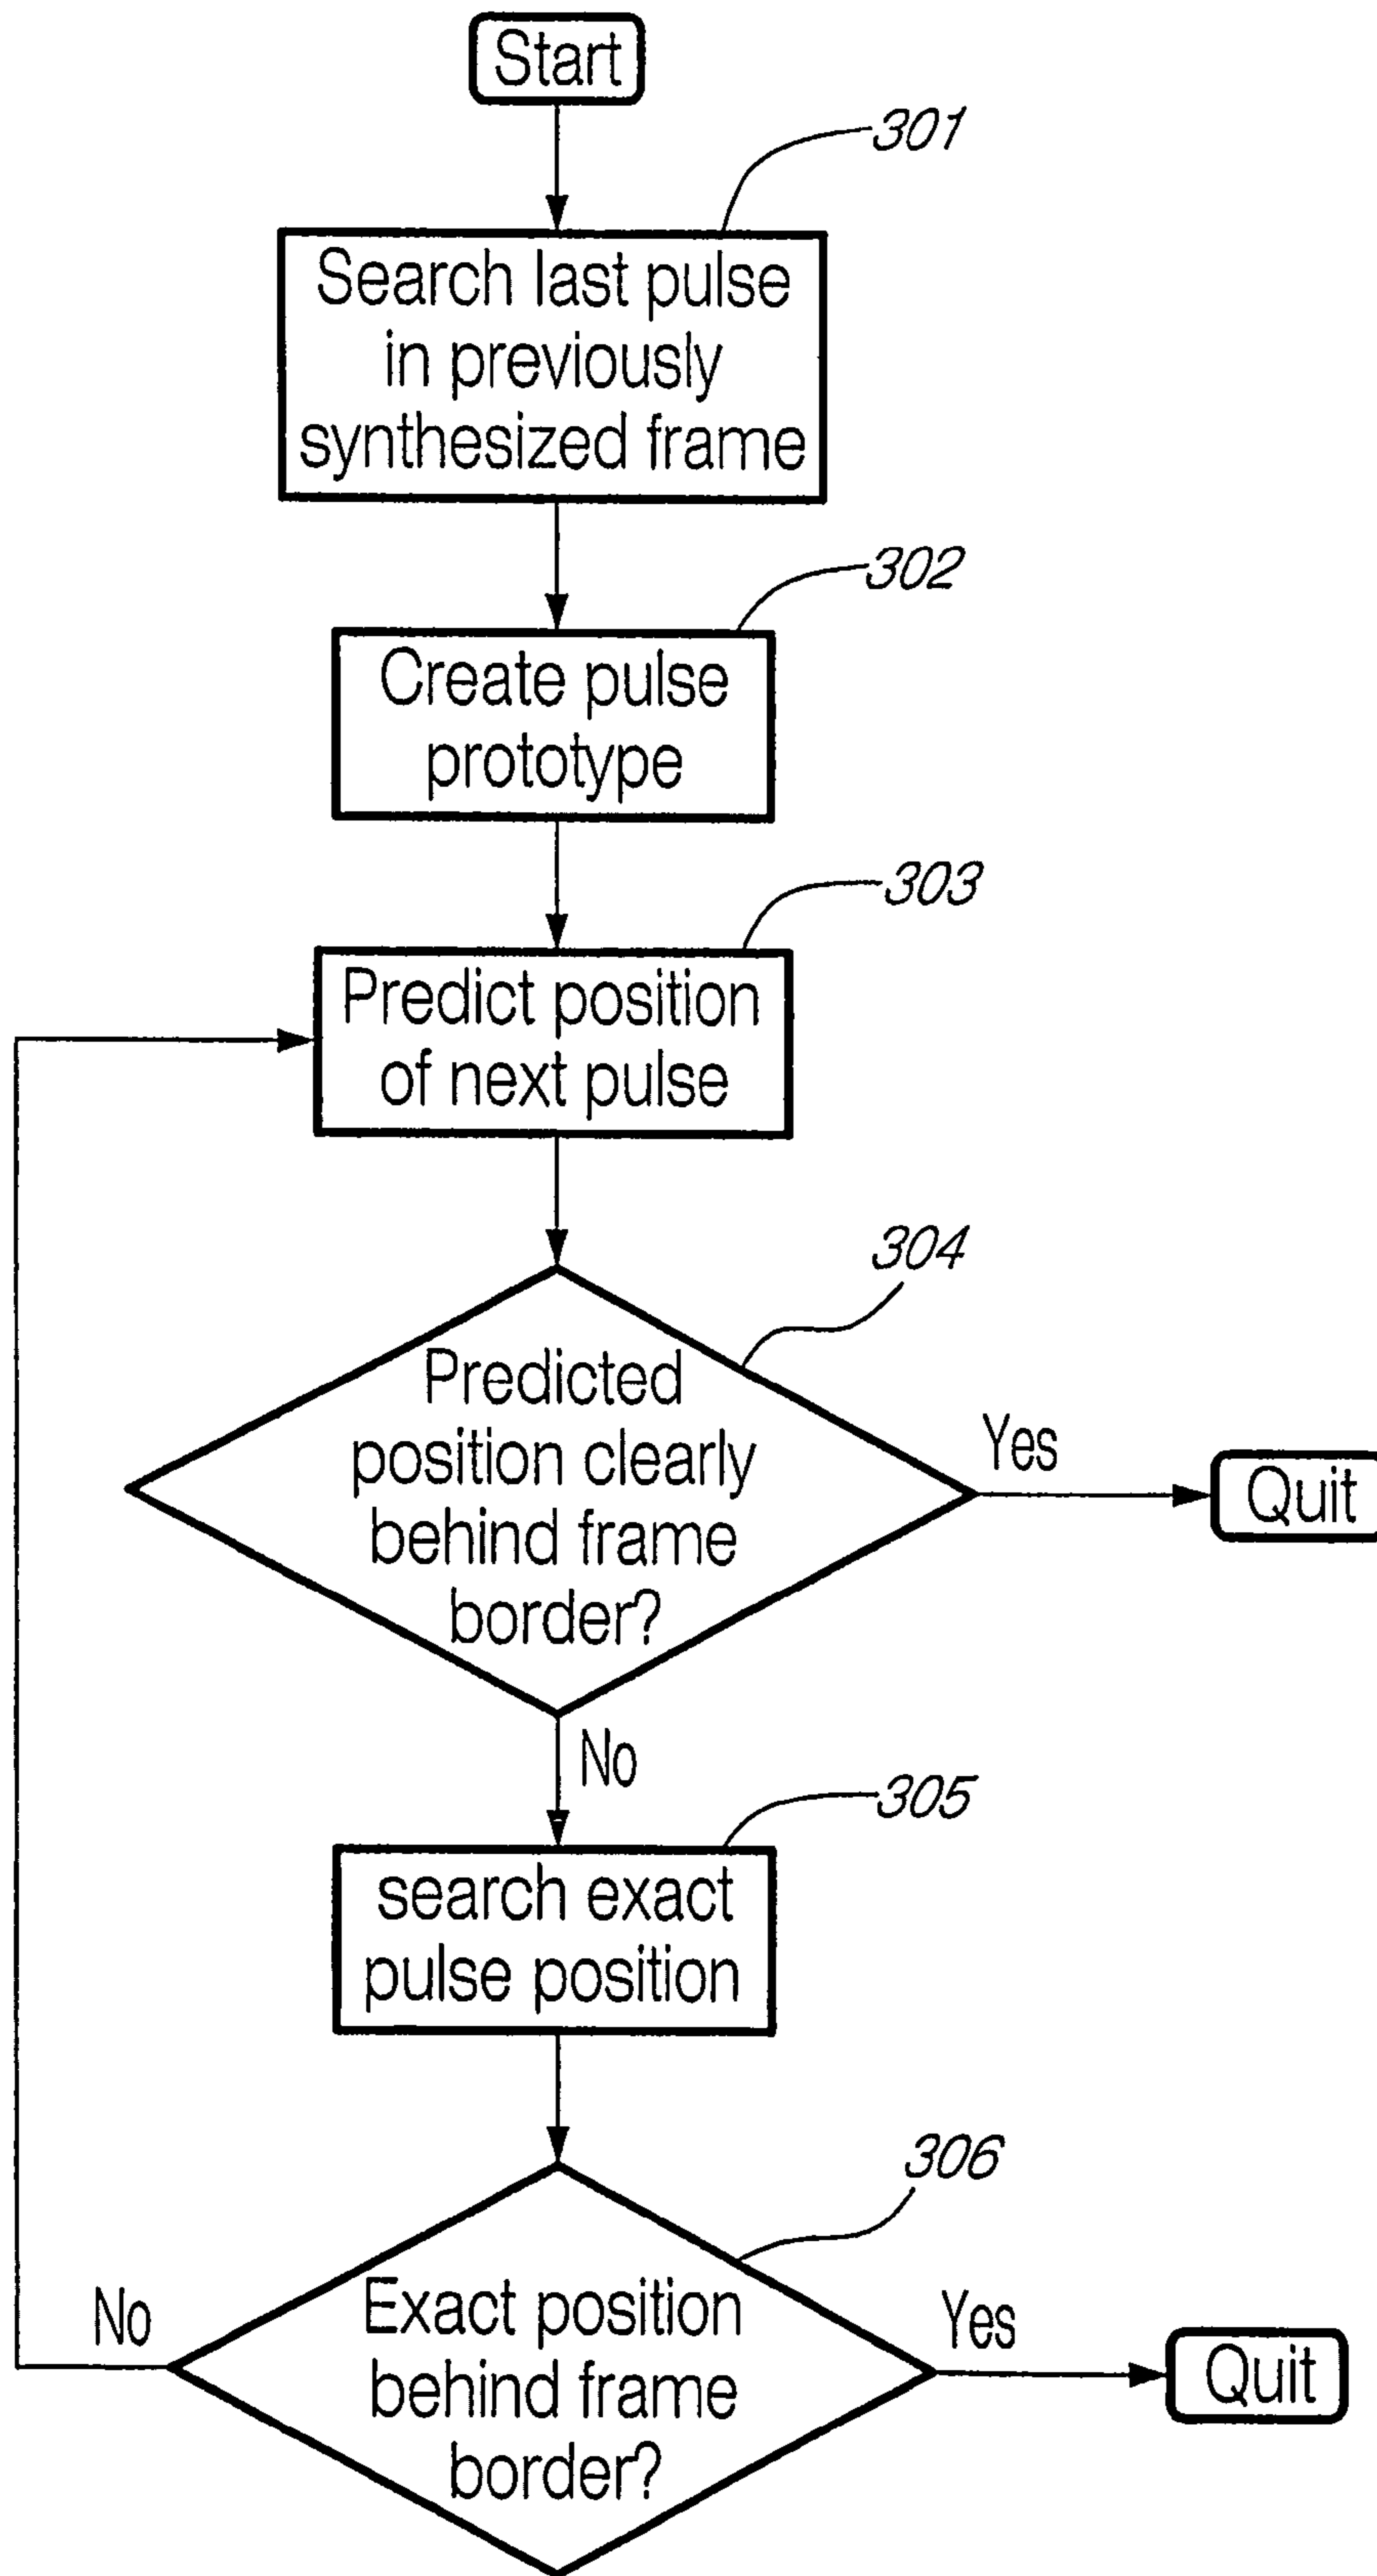 Start
301
Search last pulse
in previously
synthesized frame
302
Create pulse
prototype
303
Predict position
of next pulse
304
Predicted
position clearly
behind frame
border?
Yes
Quit
No
305
search exact
pulse position
306
Exact position
behind frame
border?
No
Yes
Quit